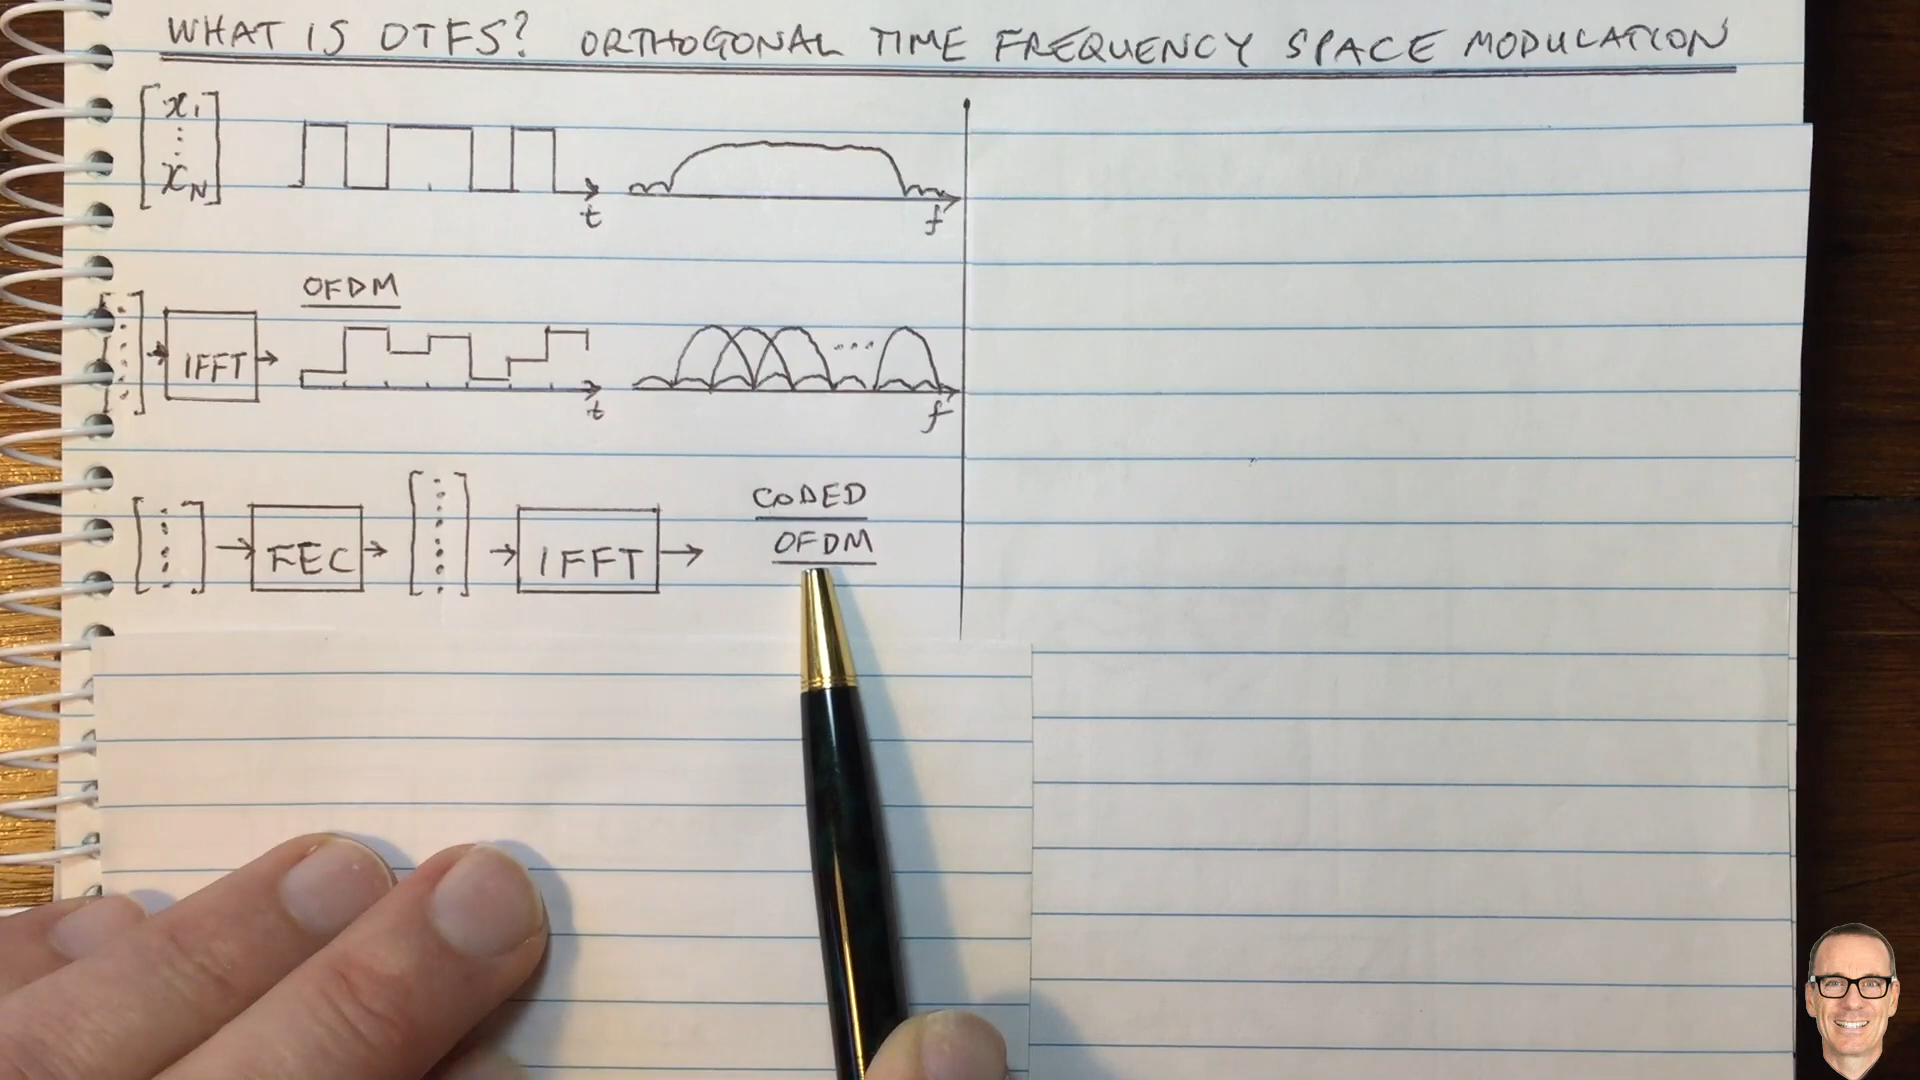 WHAT IS OTFS? ORTHOGONAL TIME FREQUENCY SPACE MODULATION
x1
⋮
xN
t
f
OFDM
IFFT
...
t
f
FEC
IFFT
CODED
OFDM